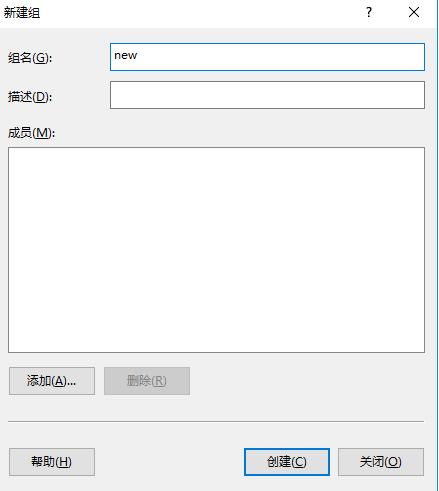 新建组
?
组名(G):
new
描述(D):
成员(M):
添加(A)...
删除(R)
帮助(H)
创建(C)
关闭(O)